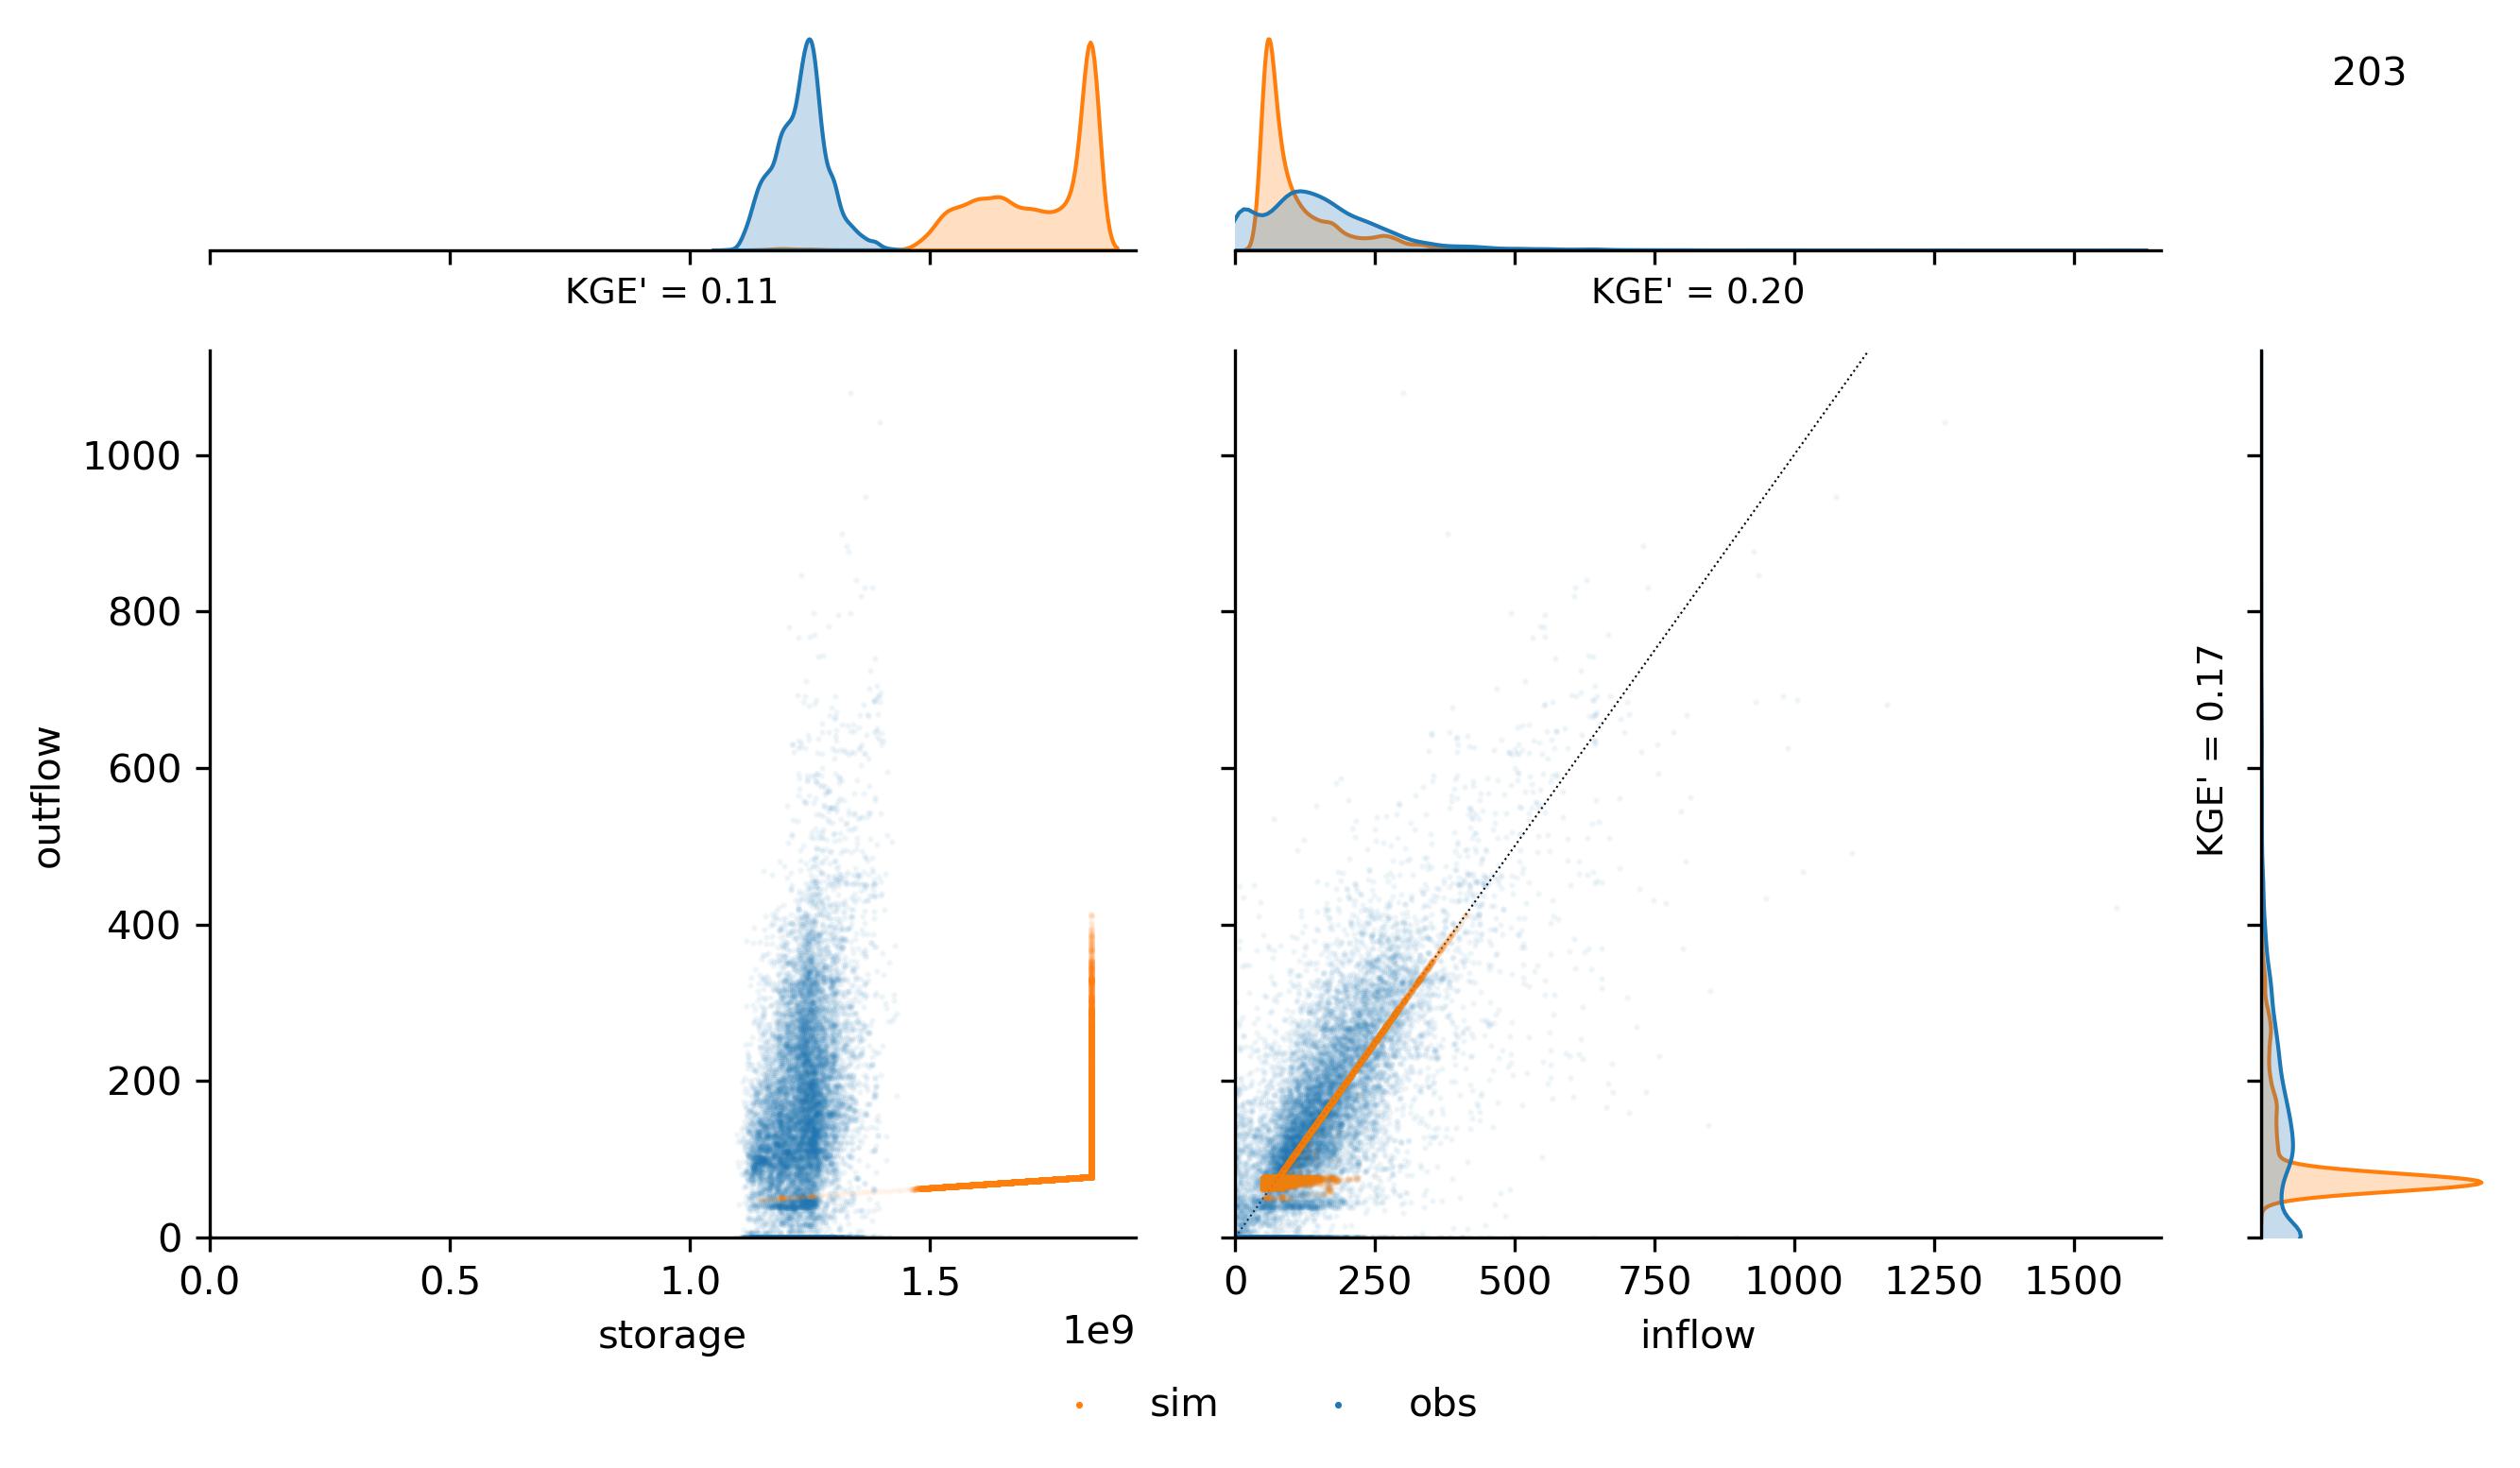 203
KGE' = 0.11
KGE' = 0.20
outflow
1000
800
600
400
200
0
0.0 0.5 1.0 1.5
1e9
storage
0 250 500 750 1000 1250 1500
inflow
KGE' = 0.17
sim obs